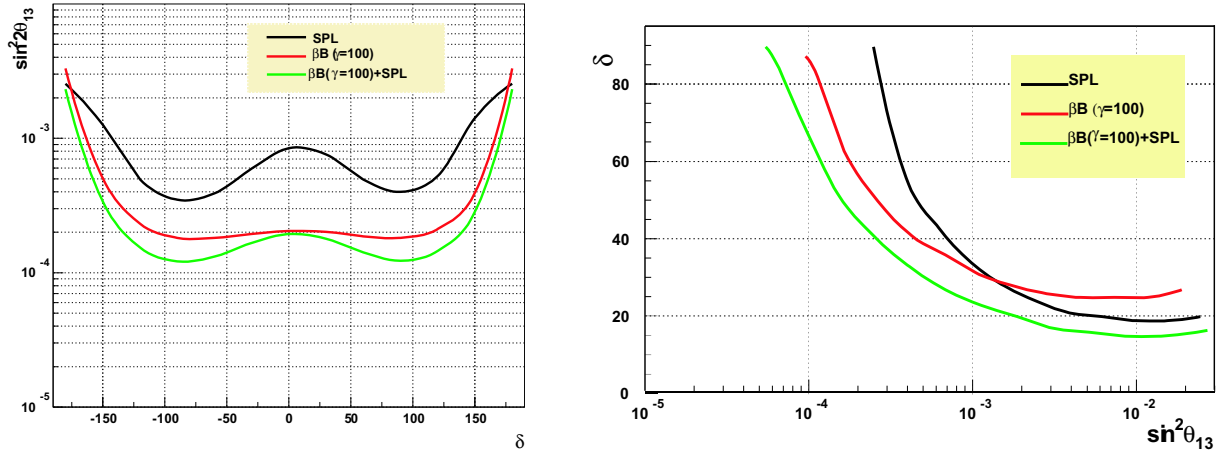 sin²2θ₁₃
10⁻³
10⁻⁴
10⁻⁵
SPL
βB (γ=100)
βB(γ=100)+SPL
-150 -100 -50 0 50 100 150
δ
δ
80
60
40
20
0
SPL
βB (γ=100)
βB(γ=100)+SPL
10⁻⁵ 10⁻⁴ 10⁻³ 10⁻²
sin²θ₁₃